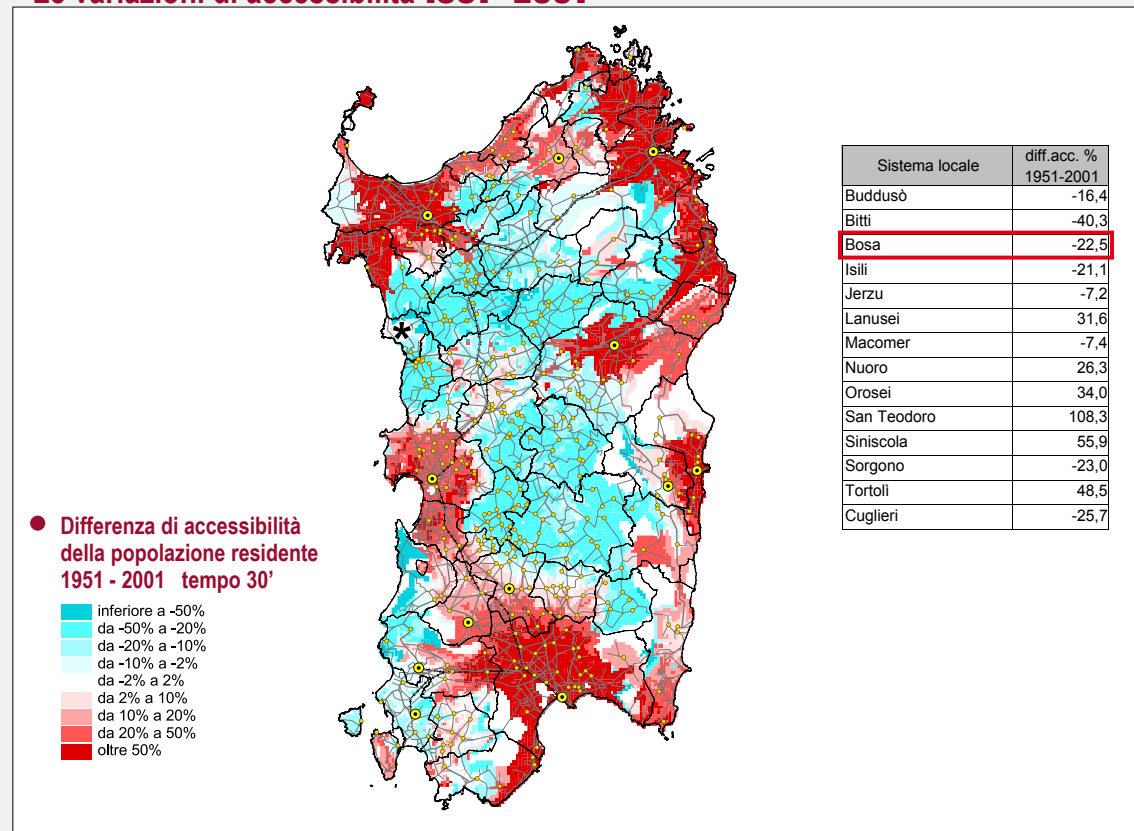 Sistema locale diff.acc. % 1951-2001
Buddusò -16,4
Bitti -40,3
Bosa -22,5
Isili -21,1
Jerzu -7,2
Lanusei 31,6
Macomer -7,4
Nuoro 26,3
Orosei 34,0
San Teodoro 108,3
Siniscola 55,9
Sorgono -23,0
Tortolì 48,5
Cuglieri -25,7
*
● Differenza di accessibilità
della popolazione residente
1951 - 2001 tempo 30'
inferiore a -50%
da -50% a -20%
da -20% a -10%
da -10% a -2%
da -2% a 2%
da 2% a 10%
da 10% a 20%
da 20% a 50%
oltre 50%